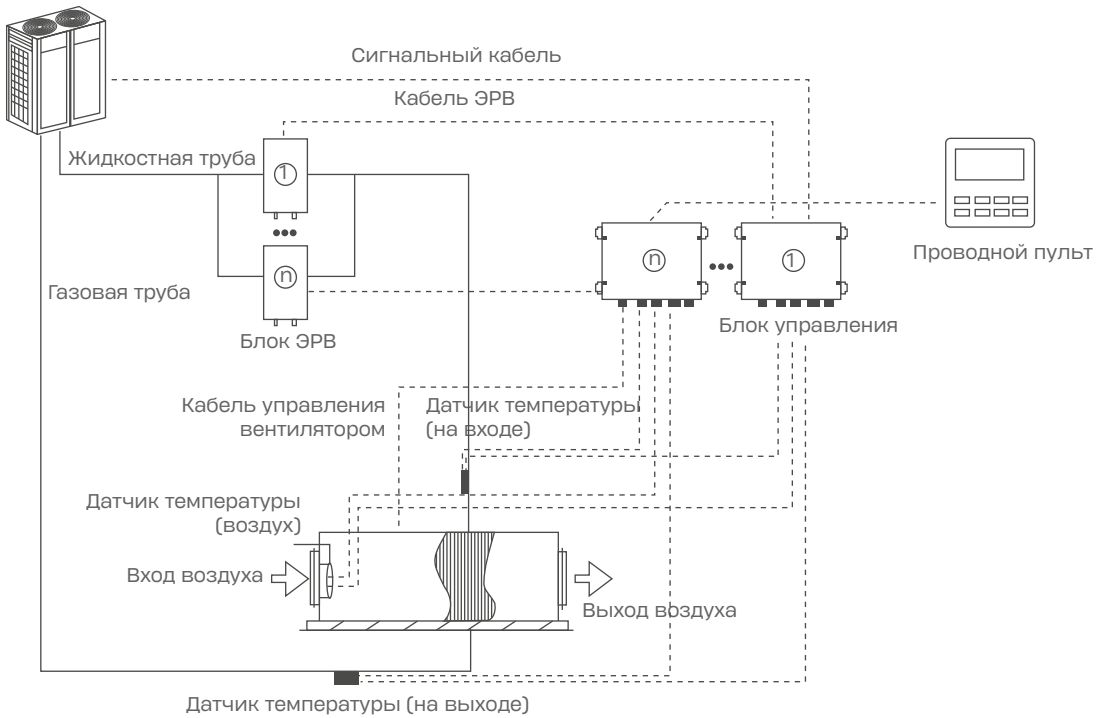 Сигнальный кабель
Кабель ЭРВ
Жидкостная труба
1
n
Проводной пульт
n
1
Газовая труба
Блок ЭРВ
Блок управления
Кабель управления
вентилятором
Датчик температуры
(на входе)
Датчик температуры
(воздух)
Вход воздуха
Выход воздуха
Датчик температуры (на выходе)